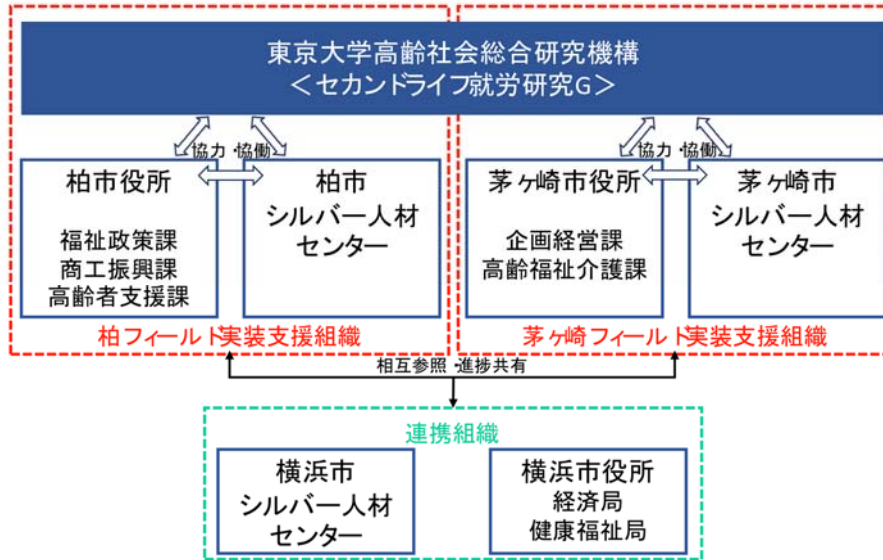 東京大学高齢社会総合研究機構
＜セカンドライフ就労研究G＞
協力・協働
協力・協働
柏市役所
福祉政策課
商工振興課
高齢者支援課
柏市
シルバー人材
センター
茅ヶ崎市役所
企画経営課
高齢福祉介護課
茅ヶ崎市
シルバー人材
センター
柏フィールド実装支援組織
茅ヶ崎フィールド実装支援組織
相互参照・進捗共有
連携組織
横浜市
シルバー人材
センター
横浜市役所
経済局
健康福祉局